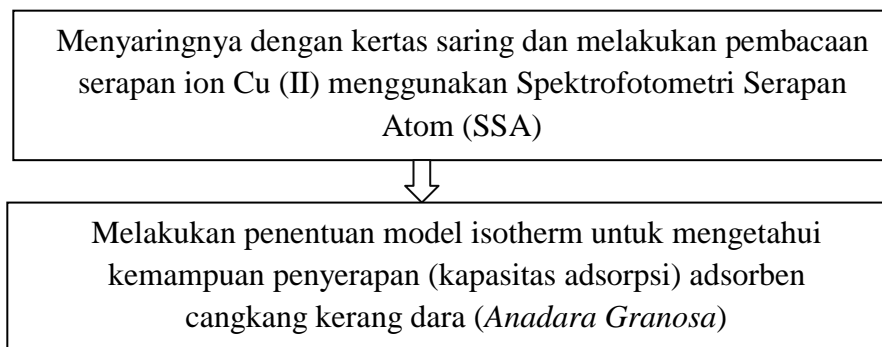 Menyaringnya dengan kertas saring dan melakukan pembacaan
serapan ion Cu (II) menggunakan Spektrofotometri Serapan
Atom (SSA)
Melakukan penentuan model isotherm untuk mengetahui
kemampuan penyerapan (kapasitas adsorpsi) adsorben
cangkang kerang dara (Anadara Granosa)